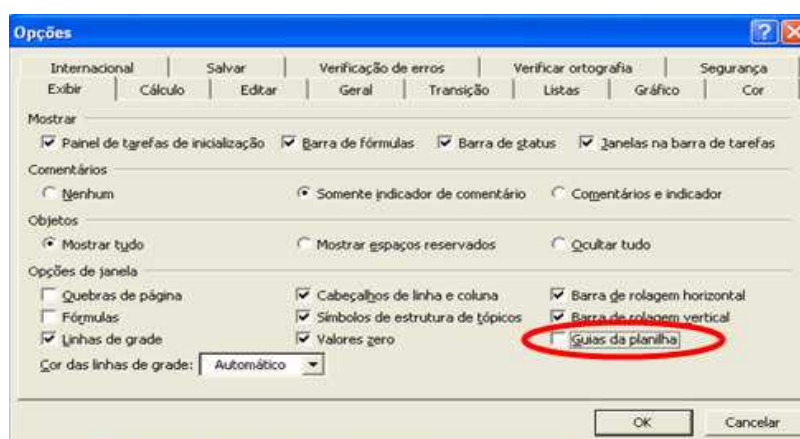 Opções
Internacional Salvar Verificação de erros Verificar ortografia Segurança
Exibir Cálculo Editar Geral Transição Listas Gráfico Cor
Mostrar
Painel de tarefas de inicialização Barra de fórmulas Barra de status Janelas na barra de tarefas
Comentários
Nenhum Somente indicador de comentário Comentários e indicador
Objetos
Mostrar tudo Mostrar espaços reservados Ocultar tudo
Opções de janela
Quebras de página Cabeçalhos de linha e coluna Barra de rolagem horizontal
Fórmulas Símbolos de estrutura de tópicos Barra de rolagem vertical
Linhas de grade Valores zero Guias da planilha
Cor das linhas de grade: Automático
OK Cancelar